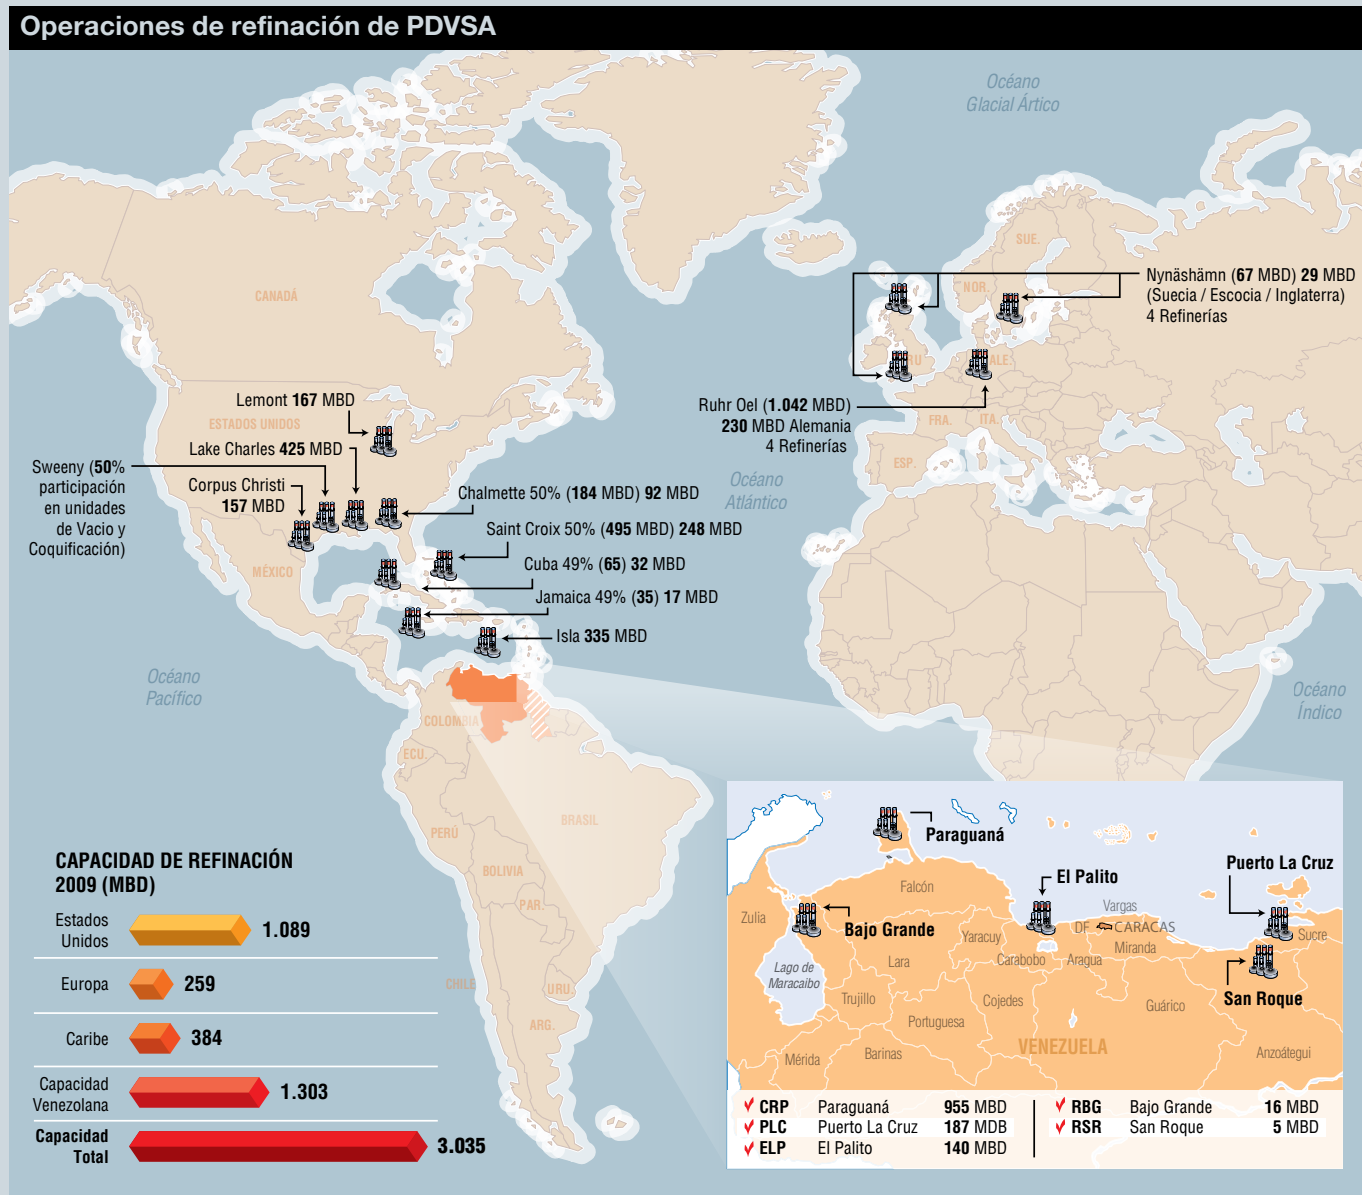 Operaciones de refinación de PDVSA
Océano
Glacial Ártico
SUE.
NOR.
CANADÁ
Nynäshämn (67 MBD) 29 MBD
(Suecia / Escocia / Inglaterra)
4 Refinerías
RU
ALE.
Ruhr Oel (1.042 MBD)
230 MBD Alemania
4 Refinerías
FRA.
ITA.
ESP.
Lemont 167 MBD
ESTADOS UNIDOS
Lake Charles 425 MBD
Sweeny (50%
participación
en unidades
de Vacio y
Coquificación)
Corpus Christi
157 MBD
Océano
Atlántico
Chalmette 50% (184 MBD) 92 MBD
Saint Croix 50% (495 MBD) 248 MBD
Cuba 49% (65) 32 MBD
MÉXICO
Jamaica 49% (35) 17 MBD
Isla 335 MBD
Océano
Pacífico
Océano
Índico
COLOMBIA
ECU.
PERÚ
BRASIL
BOLIVIA
PAR.
CHILE
URU.
ARG.
CAPACIDAD DE REFINACIÓN
2009 (MBD)
Estados
Unidos
1.089
Europa
259
Caribe
384
Capacidad
Venezolana
1.303
Capacidad
Total
3.035
Paraguaná
Puerto La Cruz
El Palito
Falcón
Zulia
Bajo Grande
Vargas
DF
CARACAS
Miranda
Sucre
Yaracuy
Carabobo
Aragua
Lara
Lago de
Maracaibo
San Roque
Trujillo
Cojedes
Guárico
Portuguesa
VENEZUELA
Mérida
Barinas
Anzoátegui
CRP Paraguaná 955 MBD
PLC Puerto La Cruz 187 MDB
ELP El Palito 140 MBD
RBG Bajo Grande 16 MBD
RSR San Roque 5 MBD